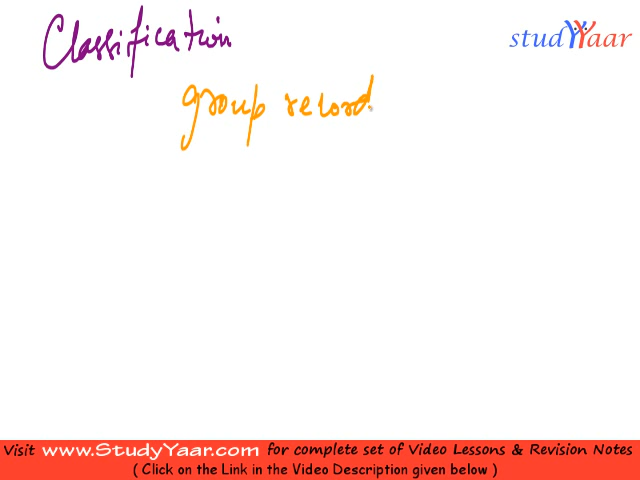 Classification
studYYaar
group record
Visit www.StudyYaar.com for complete set of Video Lessons & Revision Notes
( Click on the Link in the Video Description given below )